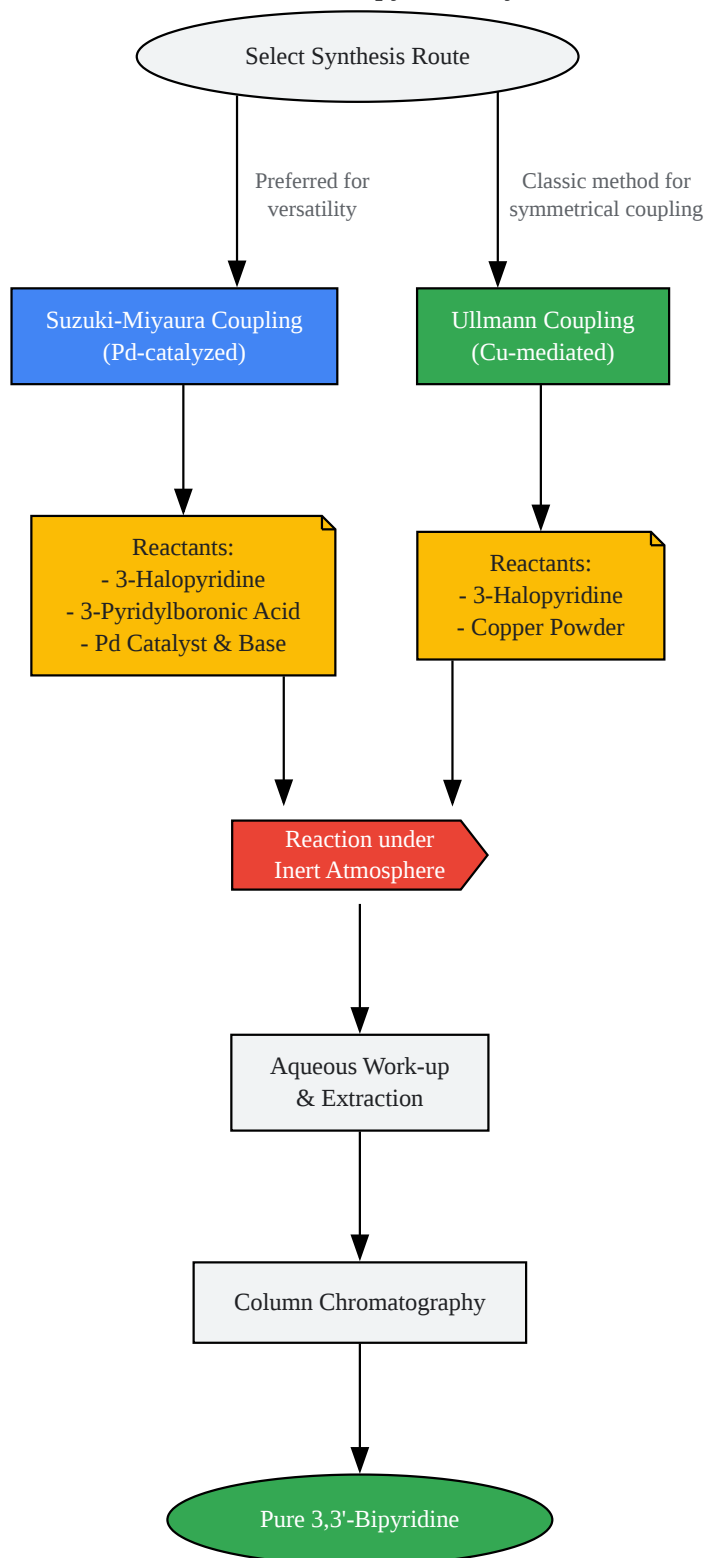 Select Synthesis Route
Preferred for
versatility
Classic method for
symmetrical coupling
Suzuki-Miyaura Coupling
(Pd-catalyzed)
Ullmann Coupling
(Cu-mediated)
Reactants:
- 3-Halopyridine
- 3-Pyridylboronic Acid
- Pd Catalyst & Base
Reactants:
- 3-Halopyridine
- Copper Powder
Reaction under
Inert Atmosphere
Aqueous Work-up
& Extraction
Column Chromatography
Pure 3,3'-Bipyridine